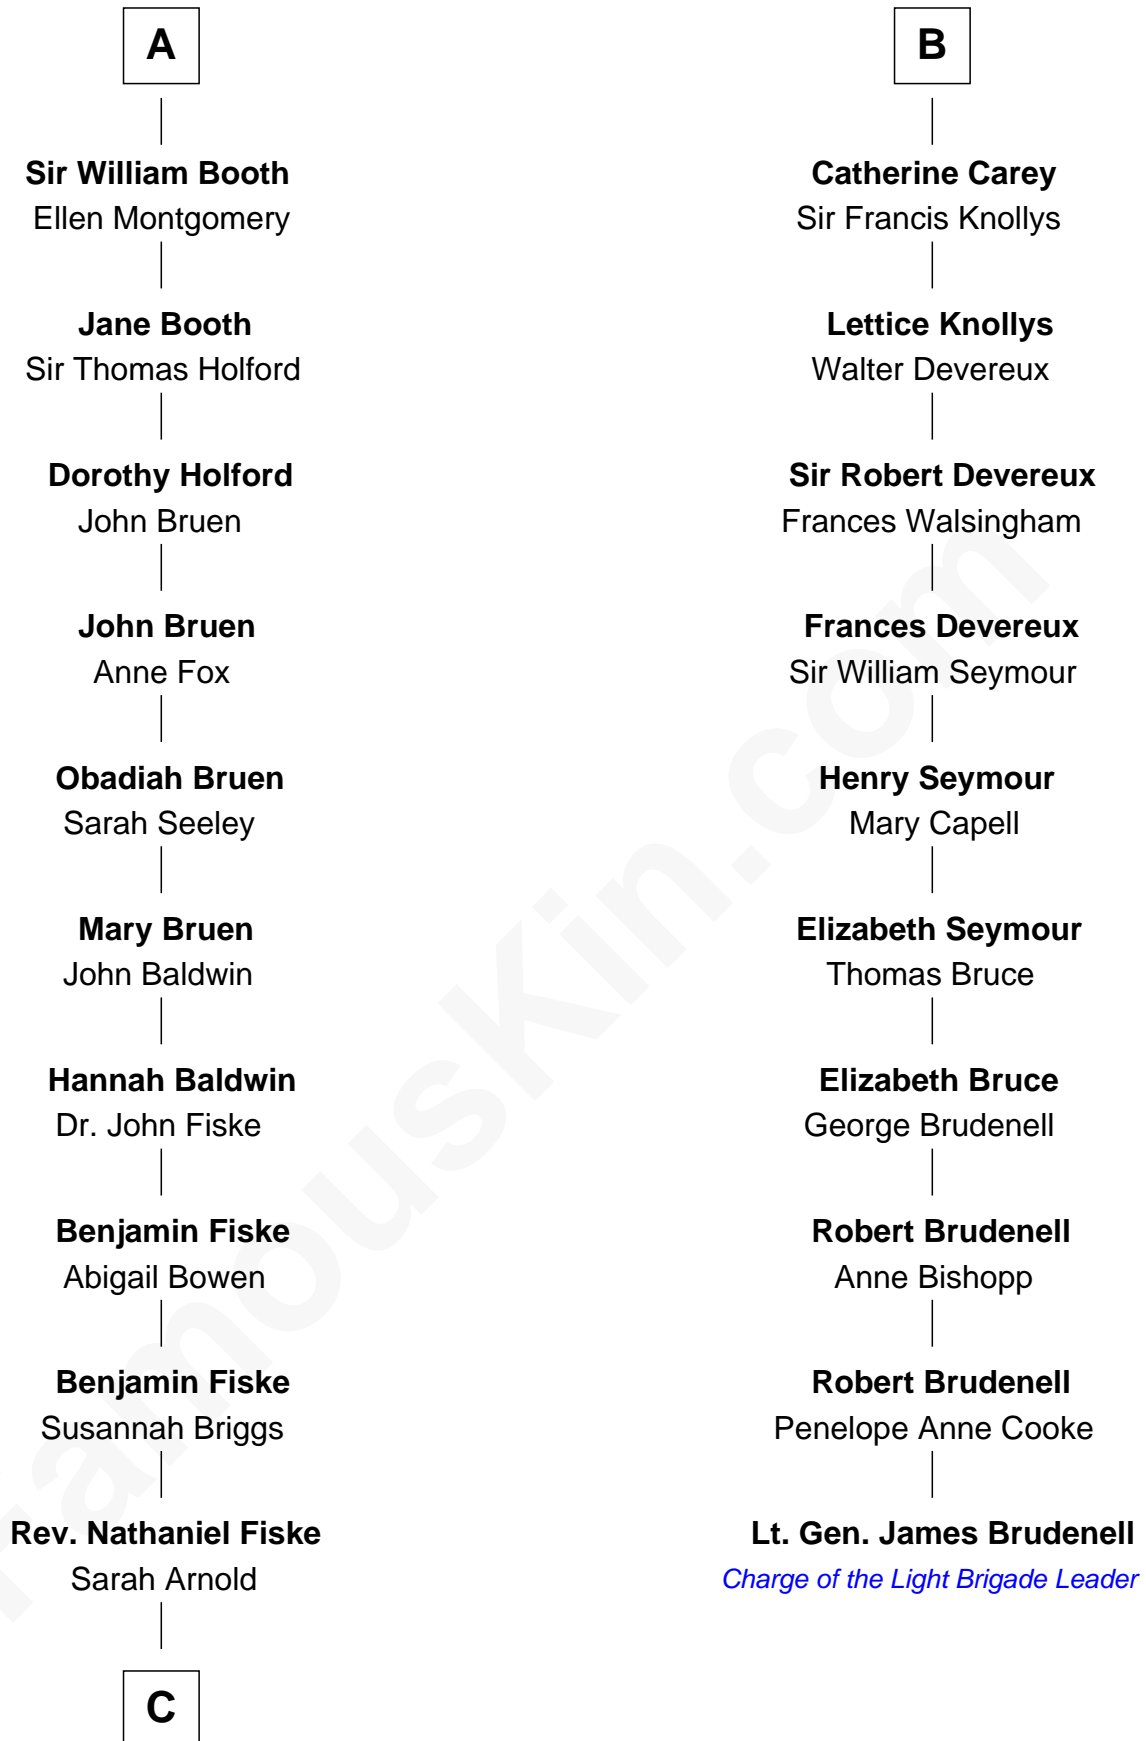 A
Sir William Booth
Ellen Montgomery
Jane Booth
Sir Thomas Holford
Dorothy Holford
John Bruen
John Bruen
Anne Fox
Obadiah Bruen
Sarah Seeley
Mary Bruen
John Baldwin
Hannah Baldwin
Dr. John Fiske
Benjamin Fiske
Abigail Bowen
Benjamin Fiske
Susannah Briggs
Rev. Nathaniel Fiske
Sarah Arnold
C
B
Catherine Carey
Sir Francis Knollys
Lettice Knollys
Walter Devereux
Sir Robert Devereux
Frances Walsingham
Frances Devereux
Sir William Seymour
Henry Seymour
Mary Capell
Elizabeth Seymour
Thomas Bruce
Elizabeth Bruce
George Brudenell
Robert Brudenell
Anne Bishopp
Robert Brudenell
Penelope Anne Cooke
Lt. Gen. James Brudenell
Charge of the Light Brigade Leader
FamousKin.com